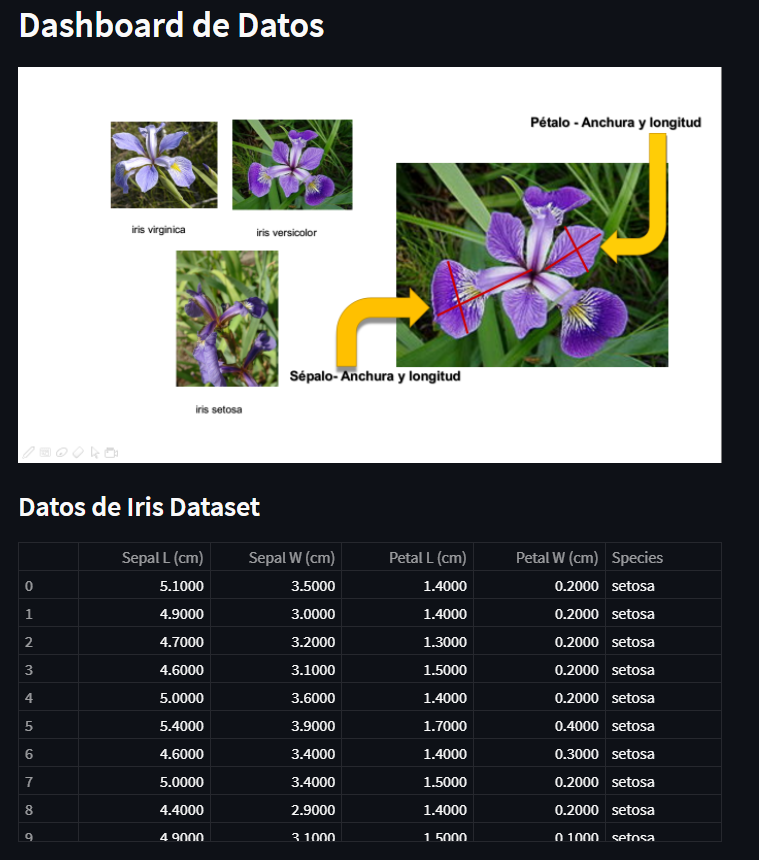 Dashboard de Datos
Pétalo - Anchura y longitud
iris virginica
iris versicolor
Sépalo- Anchura y longitud
iris setosa
Datos de Iris Dataset
Sepal L (cm) Sepal W (cm) Petal L (cm) Petal W (cm) Species
0 5.1000 3.5000 1.4000 0.2000 setosa
1 4.9000 3.0000 1.4000 0.2000 setosa
2 4.7000 3.2000 1.3000 0.2000 setosa
3 4.6000 3.1000 1.5000 0.2000 setosa
4 5.0000 3.6000 1.4000 0.2000 setosa
5 5.4000 3.9000 1.7000 0.4000 setosa
6 4.6000 3.4000 1.4000 0.3000 setosa
7 5.0000 3.4000 1.5000 0.2000 setosa
8 4.4000 2.9000 1.4000 0.2000 setosa
9 4.9000 3.1000 1.5000 0.1000 setosa